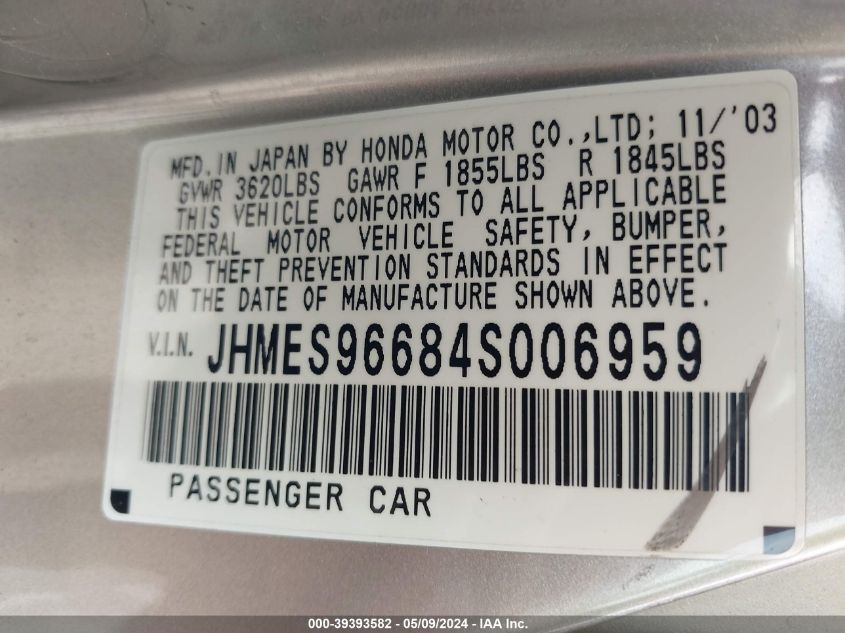 MFD.IN JAPAN BY HONDA MOTOR CO.,LTD; 11/'03
GVWR 3620LBS GAWR F 1855LBS R 1845LBS
THIS VEHICLE CONFORMS TO ALL APPLICABLE
FEDERAL MOTOR VEHICLE SAFETY, BUMPER,
AND THEFT PREVENTION STANDARDS IN EFFECT
ON THE DATE OF MANUFACTURE SHOWN ABOVE.
V.I.N. JHMES96684S006959
PASSENGER CAR
000-39393582 - 05/09/2024 - IAA Inc.